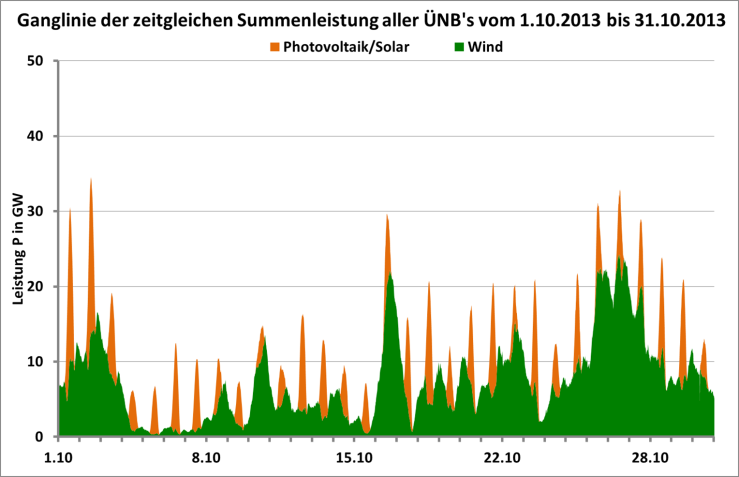 Ganglinie der zeitgleichen Summenleistung aller ÜNB's vom 1.10.2013 bis 31.10.2013
Photovoltaik/Solar Wind
50
40
30
20
10
0
Leistung P in GW
1.10 8.10 15.10 22.10 28.10